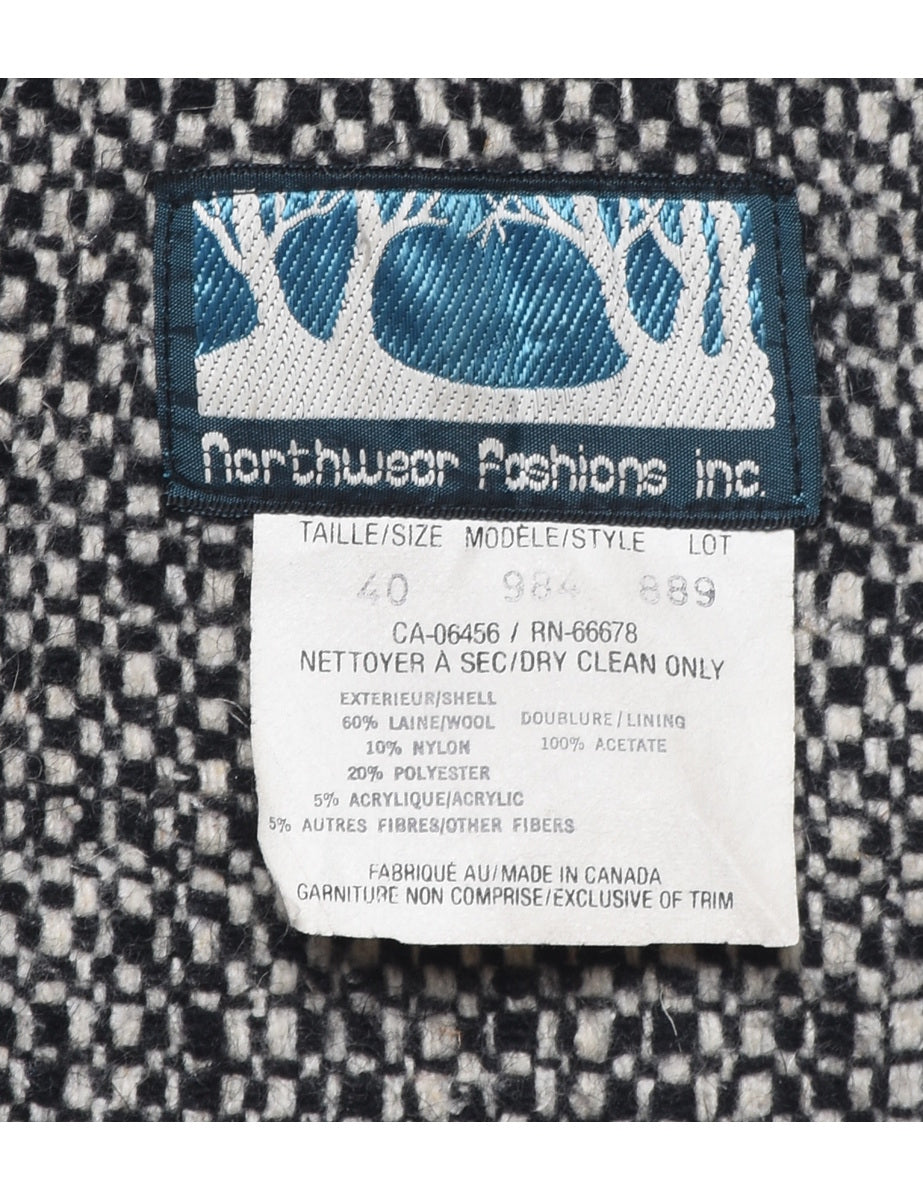 Northwear Fashions inc.
TAILLE/SIZE MODÈLE/STYLE LOT
40 984 889
CA-06456 / RN-66678
NETTOYER À SEC/DRY CLEAN ONLY
EXTERIEUR/SHELL
60% LAINE/WOOL DOUBLURE/LINING
10% NYLON 100% ACETATE
20% POLYESTER
5% ACRYLIQUE/ACRYLIC
5% AUTRES FIBRES/OTHER FIBERS
FABRIQUÉ AU/MADE IN CANADA
GARNITURE NON COMPRISE/EXCLUSIVE OF TRIM